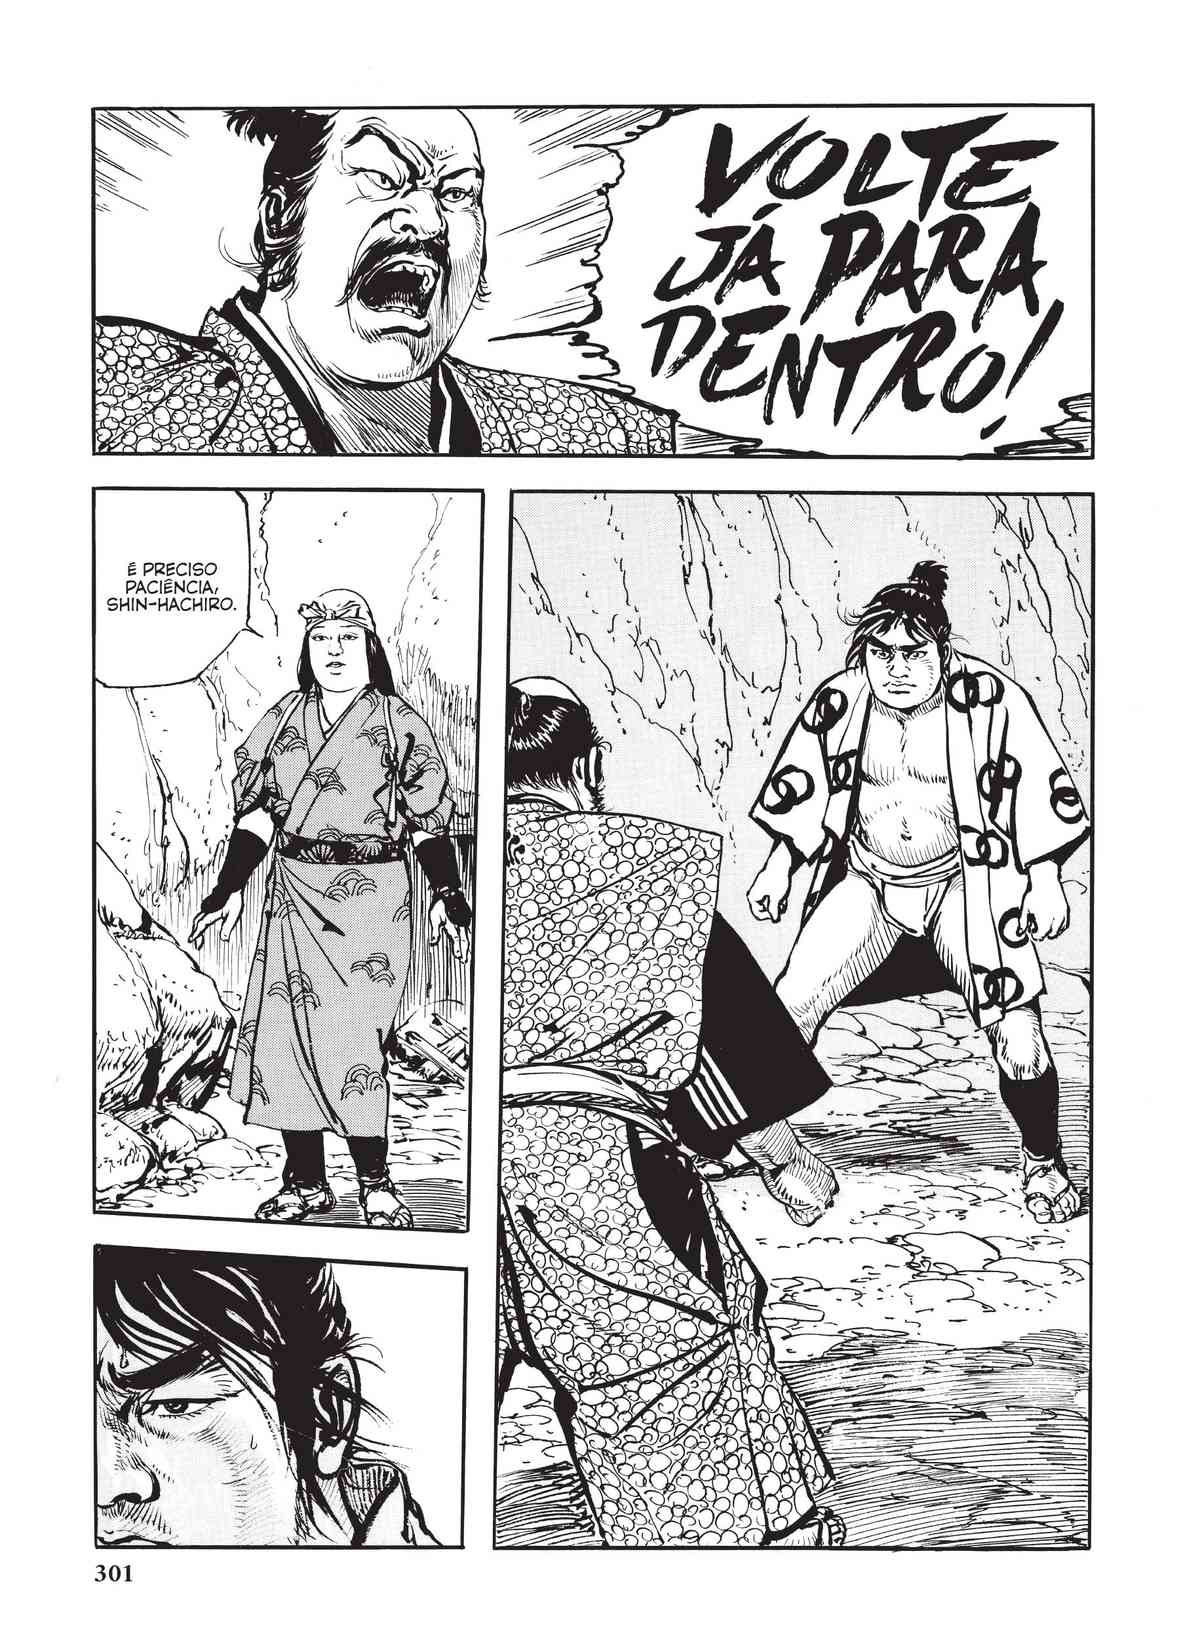 VOLTE
JÁ PARA
DENTRO!
É PRECISO
PACIÊNCIA,
SHIN-HACHIRO.
301